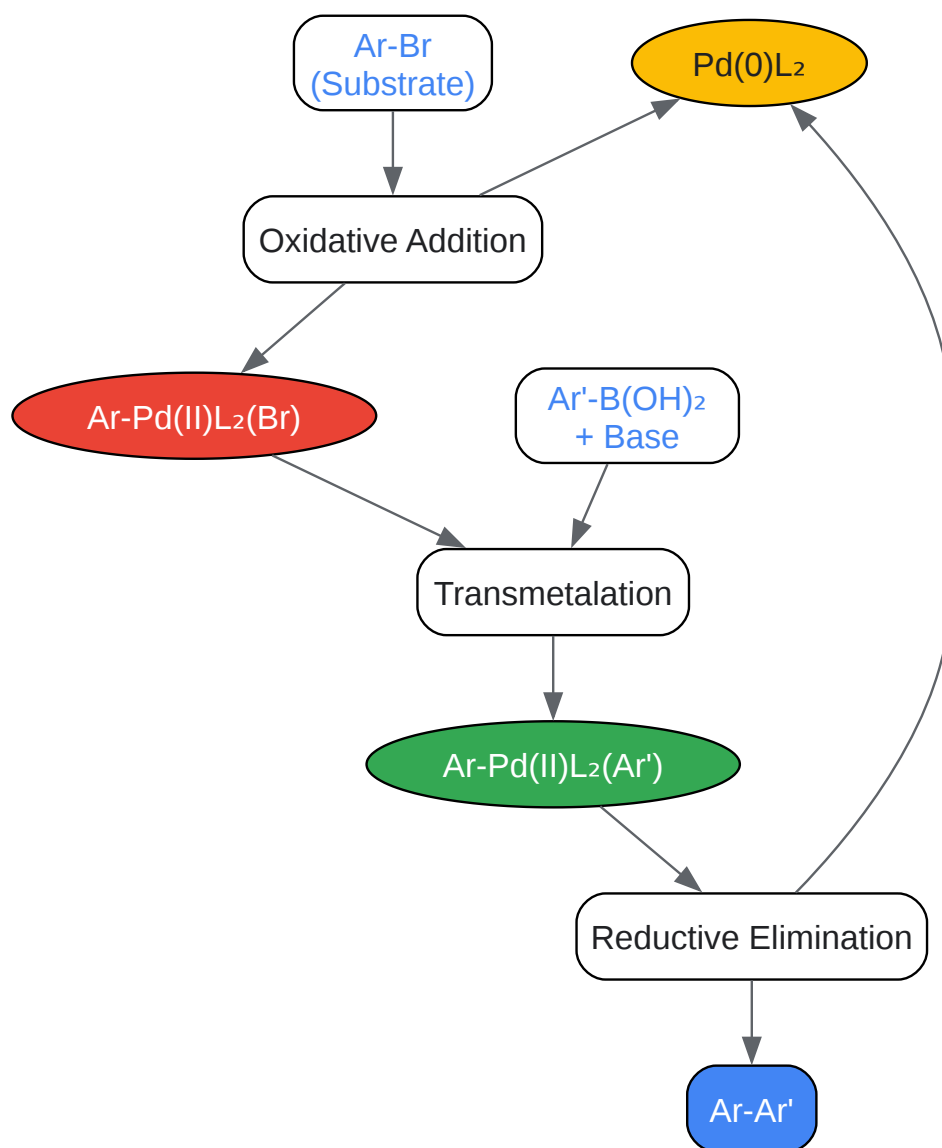 Ar-Br
(Substrate)
Pd(0)L₂
Oxidative Addition
Ar-Pd(II)L₂(Br)
Ar'-B(OH)₂
+ Base
Transmetalation
Ar-Pd(II)L₂(Ar')
Reductive Elimination
Ar-Ar'